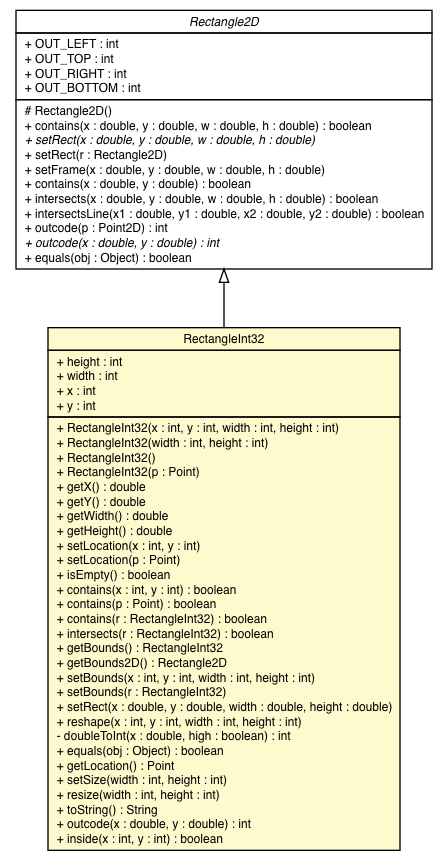 Rectangle2D
+ OUT_LEFT : int
+ OUT_TOP : int
+ OUT_RIGHT : int
+ OUT_BOTTOM : int
# Rectangle2D()
+ contains(x : double, y : double, w : double, h : double) : boolean
+ setRect(x : double, y : double, w : double, h : double)
+ setRect(r : Rectangle2D)
+ setFrame(x : double, y : double, w : double, h : double)
+ contains(x : double, y : double) : boolean
+ intersects(x : double, y : double, w : double, h : double) : boolean
+ intersectsLine(x1 : double, y1 : double, x2 : double, y2 : double) : boolean
+ outcode(p : Point2D) : int
+ outcode(x : double, y : double) : int
+ equals(obj : Object) : boolean
RectangleInt32
+ height : int
+ width : int
+ x : int
+ y : int
+ RectangleInt32(x : int, y : int, width : int, height : int)
+ RectangleInt32(width : int, height : int)
+ RectangleInt32()
+ RectangleInt32(p : Point)
+ getX() : double
+ getY() : double
+ getWidth() : double
+ getHeight() : double
+ setLocation(x : int, y : int)
+ setLocation(p : Point)
+ isEmpty() : boolean
+ contains(x : int, y : int) : boolean
+ contains(p : Point) : boolean
+ contains(r : RectangleInt32) : boolean
+ intersects(r : RectangleInt32) : boolean
+ getBounds() : RectangleInt32
+ getBounds2D() : Rectangle2D
+ setBounds(x : int, y : int, width : int, height : int)
+ setBounds(r : RectangleInt32)
+ setRect(x : double, y : double, width : double, height : double)
+ reshape(x : int, y : int, width : int, height : int)
- doubleToInt(x : double, high : boolean) : int
+ equals(obj : Object) : boolean
+ getLocation() : Point
+ setSize(width : int, height : int)
+ resize(width : int, height : int)
+ toString() : String
+ outcode(x : double, y : double) : int
+ inside(x : int, y : int) : boolean